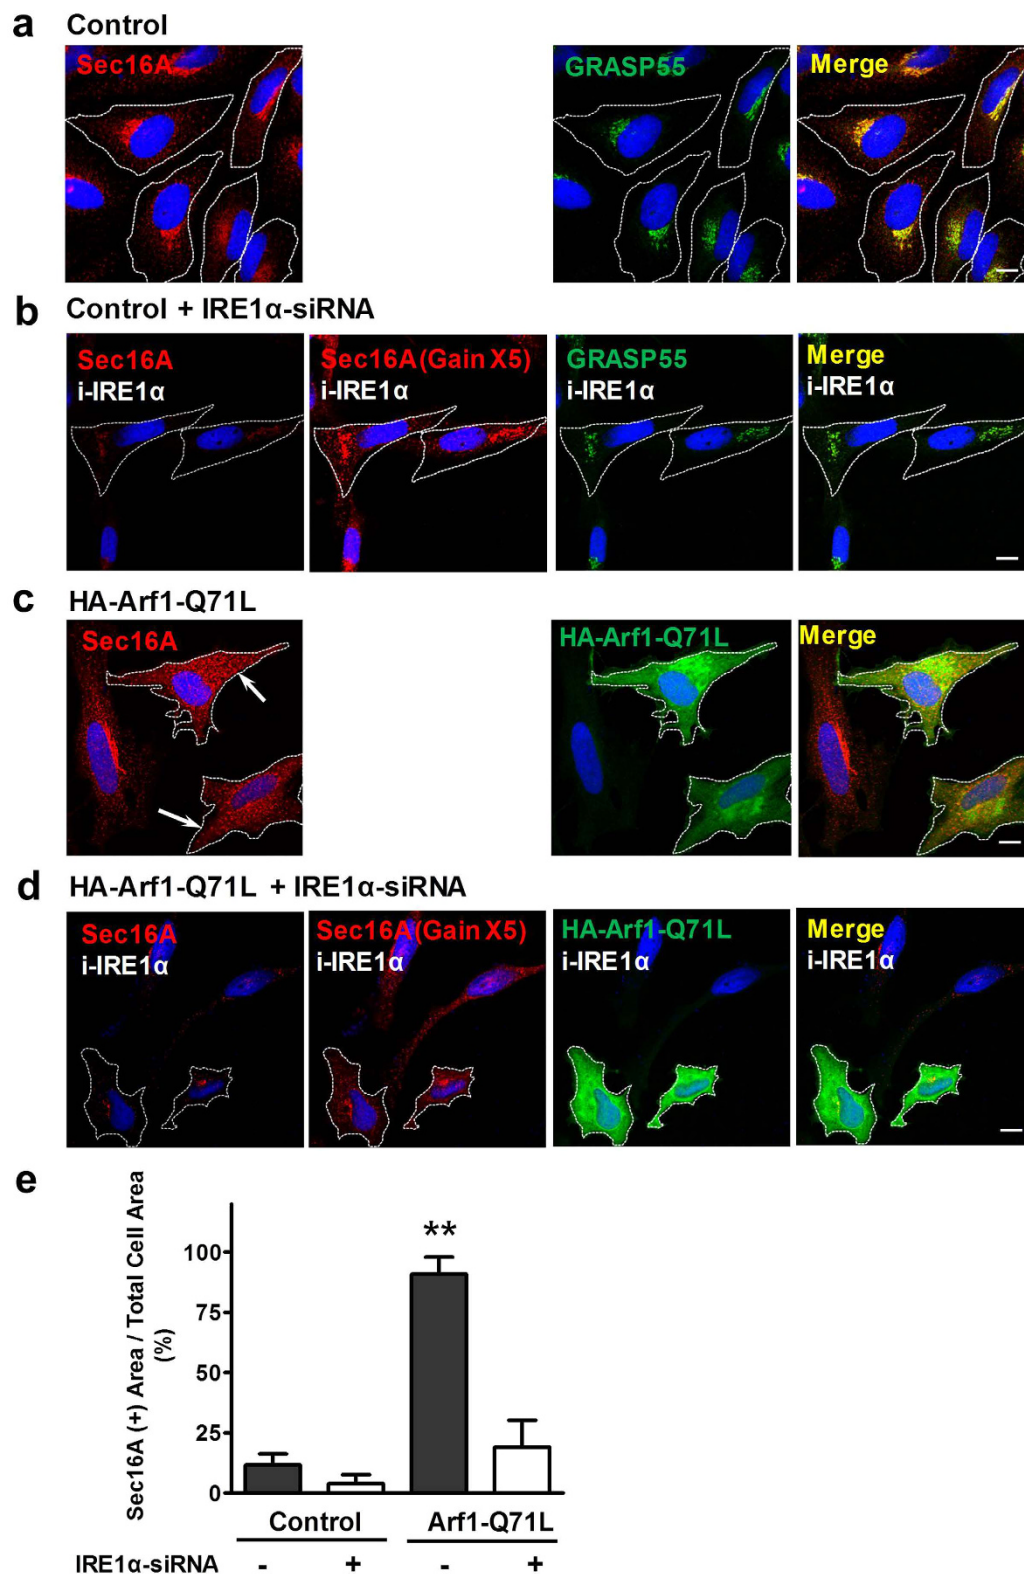 a Control
Sec16A GRASP55 Merge
b Control + IRE1α-siRNA
Sec16A Sec16A(Gain X5) GRASP55 Merge
i-IRE1α i-IRE1α i-IRE1α i-IRE1α
c HA-Arf1-Q71L
Sec16A HA-Arf1-Q71L Merge
d HA-Arf1-Q71L + IRE1α-siRNA
Sec16A Sec16A(Gain X5) HA-Arf1-Q71L Merge
i-IRE1α i-IRE1α i-IRE1α i-IRE1α
e
Sec16A (+) Area / Total Cell Area
(%)
**
100
75
50
25
0
Control Arf1-Q71L
IRE1α-siRNA - + - +